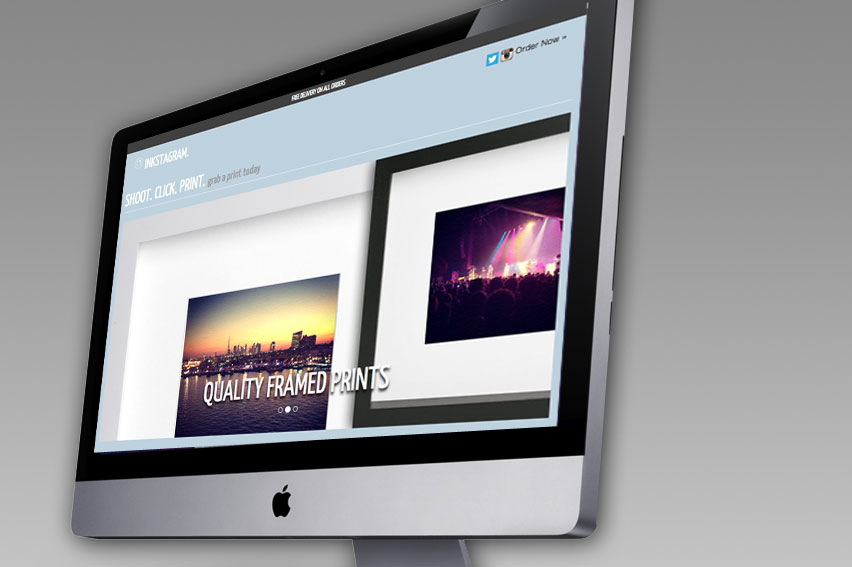 FREE DELIVERY ON ALL ORDERS
Order Now »
INKSTAGRAM.
SHOOT. CLICK. PRINT. grab a print today
QUALITY FRAMED PRINTS